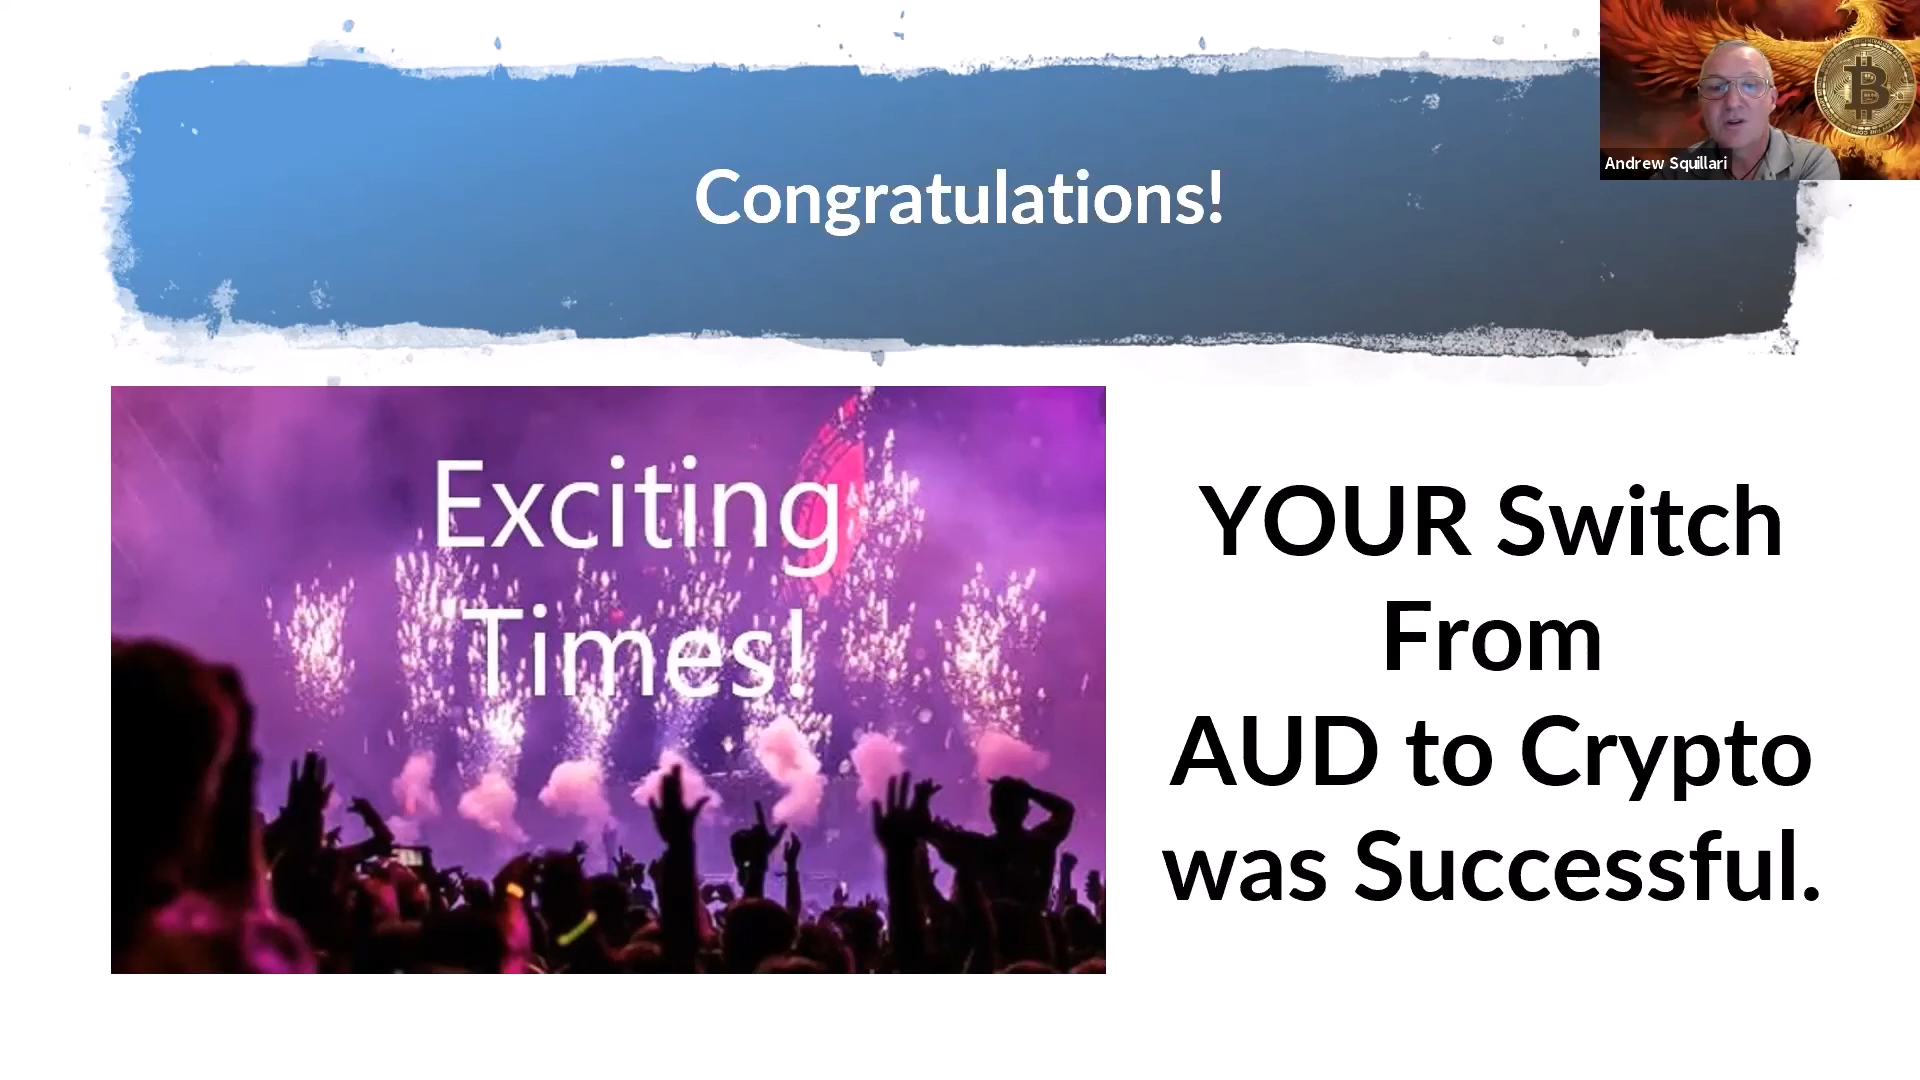 Congratulations!
Andrew Squillari
Exciting
Times!
YOUR Switch
From
AUD to Crypto
was Successful.